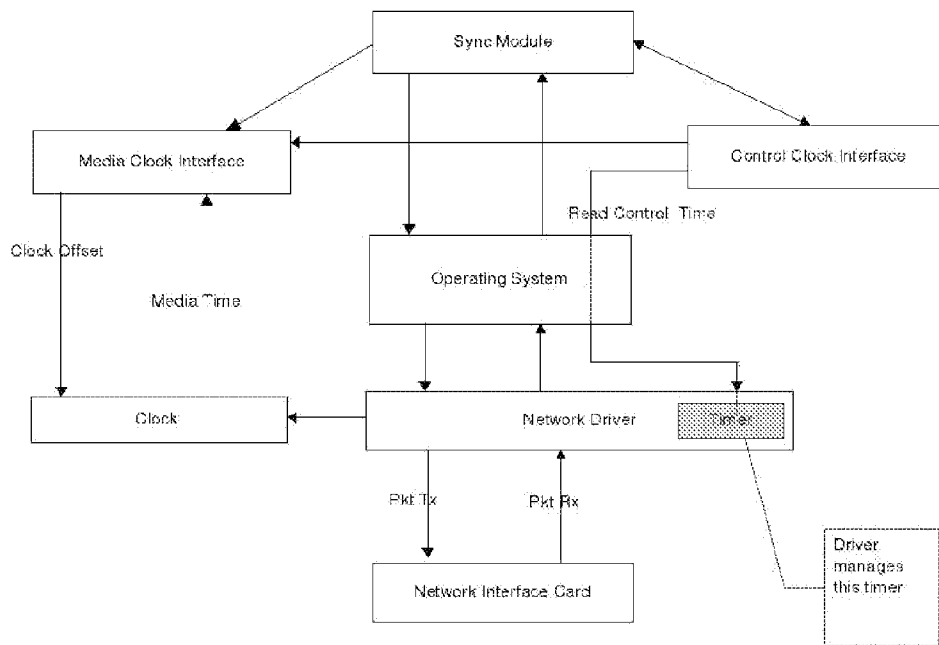 Sync Module
Media Clock Interface
Control Clock Interface
Read Control Time
Clock Offset
Operating System
Media Time
Clock
Network Driver
Timer
Pkt Tx
Pkt Rx
Driver
manages
this timer
Network Interface Card